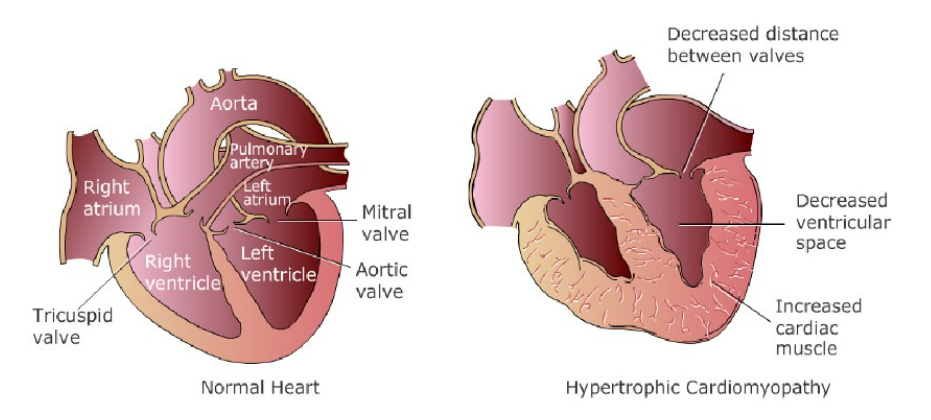 Aorta
Pulmonary
artery
Left
atrium
Right
atrium
Mitral
valve
Right
ventricle
Left
ventricle
Aortic
valve
Tricuspid
valve
Normal Heart
Decreased distance
between valves
Decreased
ventricular
space
Increased
cardiac
muscle
Hypertrophic Cardiomyopathy